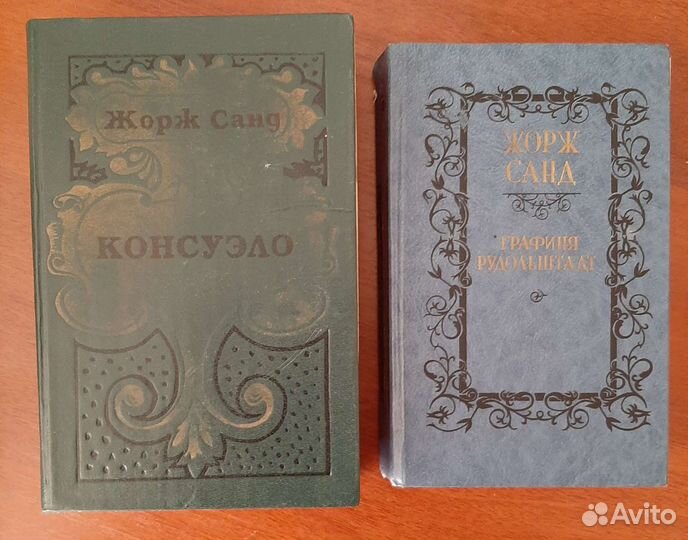 Жорж Санд
КОНСУЭЛО
ЖОРЖ
САНД
ГРАФИНЯ
РУДОЛЬШТАДТ
Avito